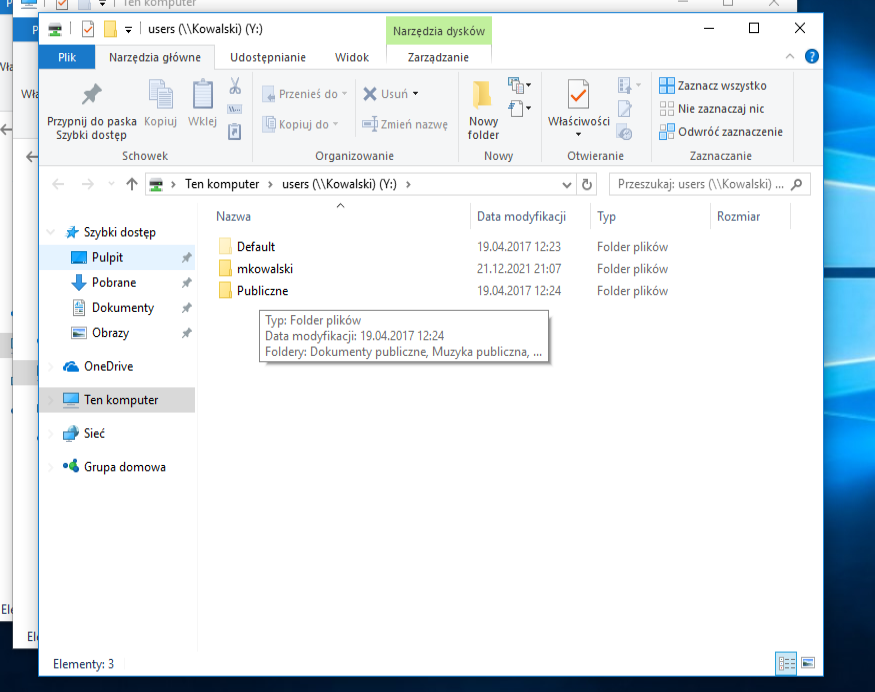 Ten komputer
users (\\Kowalski) (Y:)
Narzędzia dysków
Plik
Narzędzia główne
Udostępnianie
Widok
Zarządzanie
Przypnij do paska
Szybki dostęp
Kopiuj
Wklej
Schowek
Przenieś do
Kopiuj do
Usuń
Zmień nazwę
Organizowanie
Nowy
folder
Nowy
Właściwości
Otwieranie
Zaznacz wszystko
Nie zaznaczaj nic
Odwróć zaznaczenie
Zaznaczanie
Ten komputer > users (\\Kowalski) (Y:) >
Przeszukaj: users (\\Kowalski) ...
Nazwa
Data modyfikacji
Typ
Rozmiar
Szybki dostęp
Pulpit
Pobrane
Dokumenty
Obrazy
OneDrive
Ten komputer
Sieć
Grupa domowa
Default 19.04.2017 12:23 Folder plików
mkowalski 21.12.2021 21:07 Folder plików
Publiczne 19.04.2017 12:24 Folder plików
Typ: Folder plików
Data modyfikacji: 19.04.2017 12:24
Foldery: Dokumenty publiczne, Muzyka publiczna, ...
Elementy: 3